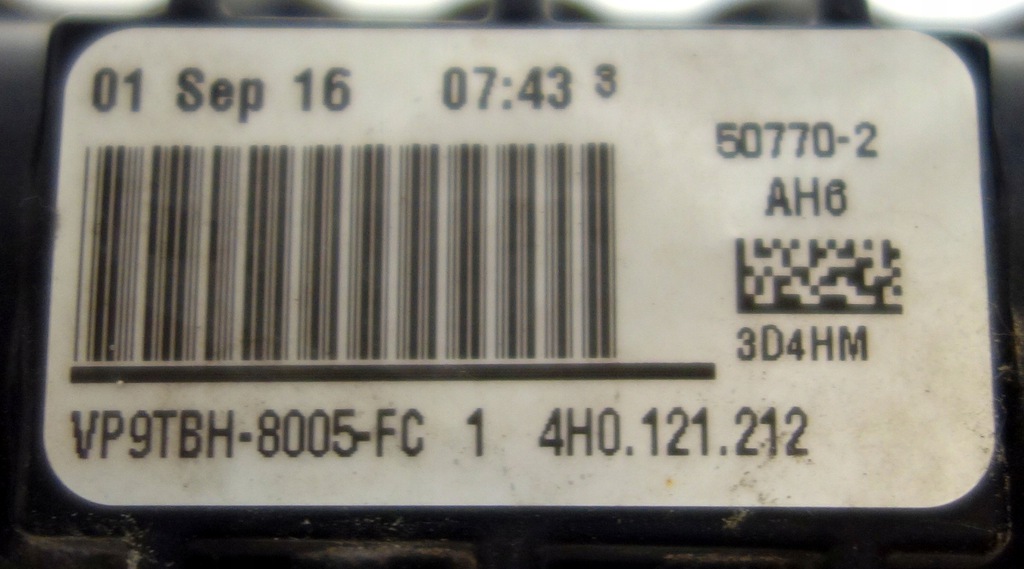 01 Sep 16 07:43 3
50770-2
AH6
3D4HM
VP9TBH-8005-FC 1 4H0.121.212